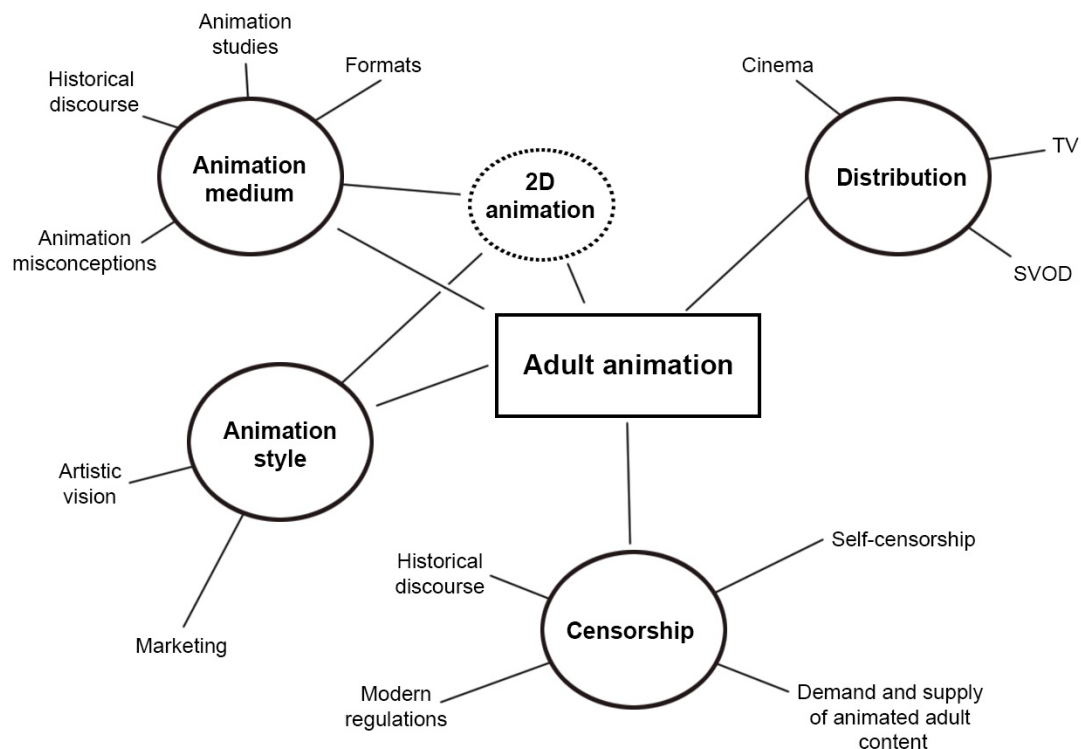 Animation
studies
Historical
discourse
Formats
Animation
medium
Animation
misconceptions
2D
animation
Cinema
TV
Distribution
SVOD
Adult animation
Animation
style
Artistic
vision
Marketing
Historical
discourse
Self-censorship
Censorship
Modern
regulations
Demand and supply
of animated adult
content